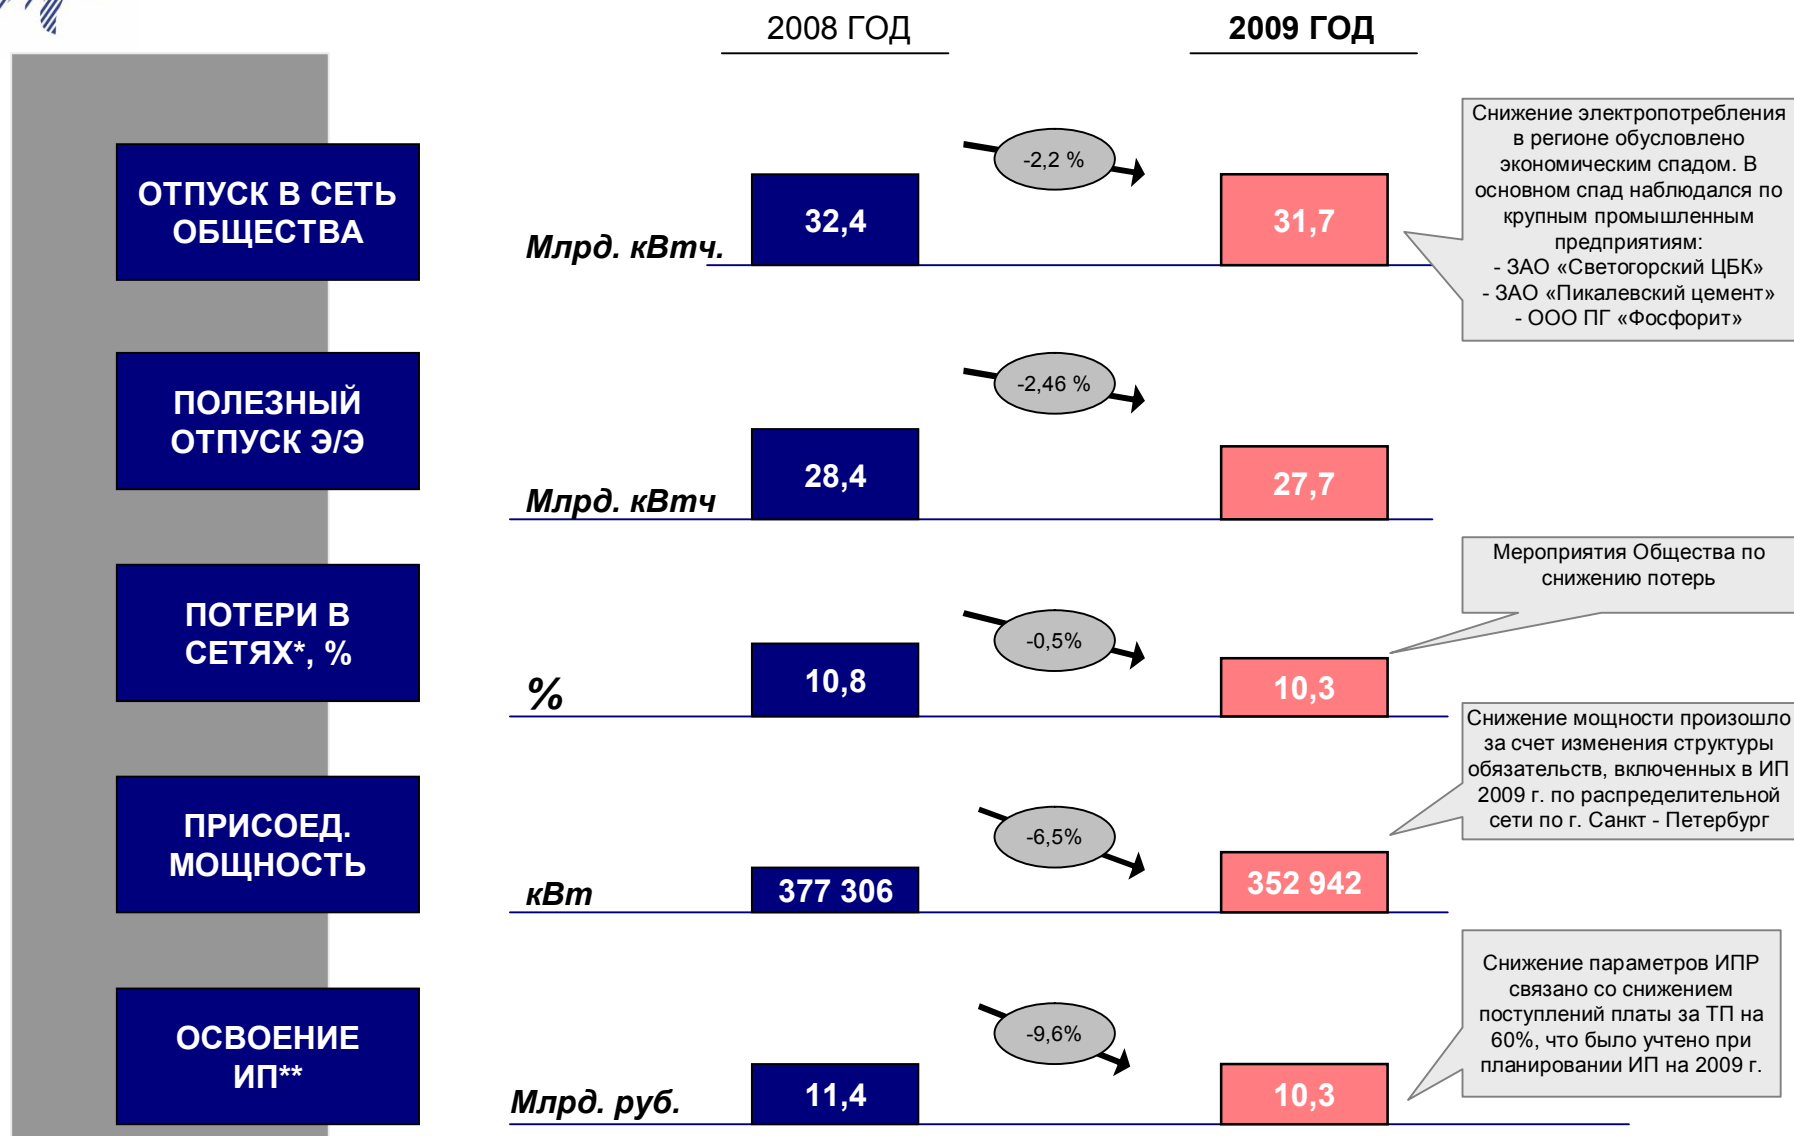 2008 ГОД
2009 ГОД
ОТПУСК В СЕТЬ
ОБЩЕСТВА
Млрд. кВтч.
32,4
-2,2 %
31,7
Снижение электропотребления
в регионе обусловлено
экономическим спадом. В
основном спад наблюдался по
крупным промышленным
предприятиям:
- ЗАО «Светогорский ЦБК»
- ЗАО «Пикалевский цемент»
- ООО ПГ «Фосфорит»
ПОЛЕЗНЫЙ
ОТПУСК Э/Э
Млрд. кВтч
28,4
-2,46 %
27,7
ПОТЕРИ В
СЕТЯХ*, %
%
10,8
-0,5%
10,3
Мероприятия Общества по
снижению потерь
ПРИСОЕД.
МОЩНОСТЬ
кВт
377 306
-6,5%
352 942
Снижение мощности произошло
за счет изменения структуры
обязательств, включенных в ИП
2009 г. по распределительной
сети по г. Санкт - Петербург
ОСВОЕНИЕ
ИП**
Млрд. руб.
11,4
-9,6%
10,3
Снижение параметров ИПР
связано со снижением
поступлений платы за ТП на
60%, что было учтено при
планировании ИП на 2009 г.